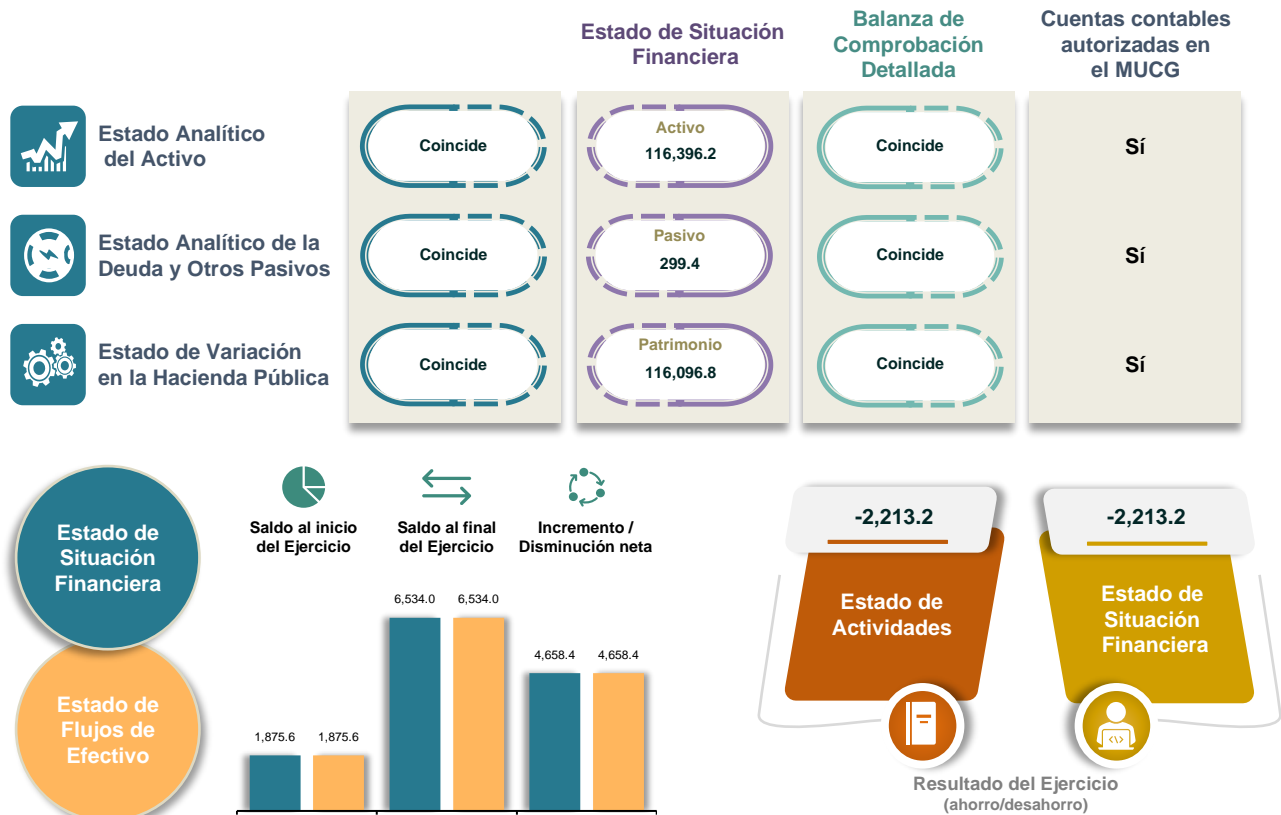 Estado de Situación
Financiera
Balanza de
Comprobación
Detallada
Cuentas contables
autorizadas en
el MUCG
Estado Analítico
del Activo
Coincide
Activo
116,396.2
Coincide
Sí
Estado Analítico de la
Deuda y Otros Pasivos
Coincide
Pasivo
299.4
Coincide
Sí
Estado de Variación
en la Hacienda Pública
Coincide
Patrimonio
116,096.8
Coincide
Sí
Estado de
Situación
Financiera
Estado de
Flujos de
Efectivo
Saldo al inicio
del Ejercicio
Saldo al final
del Ejercicio
Incremento /
Disminución neta
1,875.6
1,875.6
6,534.0
6,534.0
4,658.4
4,658.4
-2,213.2
Estado de
Actividades
-2,213.2
Estado de
Situación
Financiera
Resultado del Ejercicio
(ahorro/desahorro)